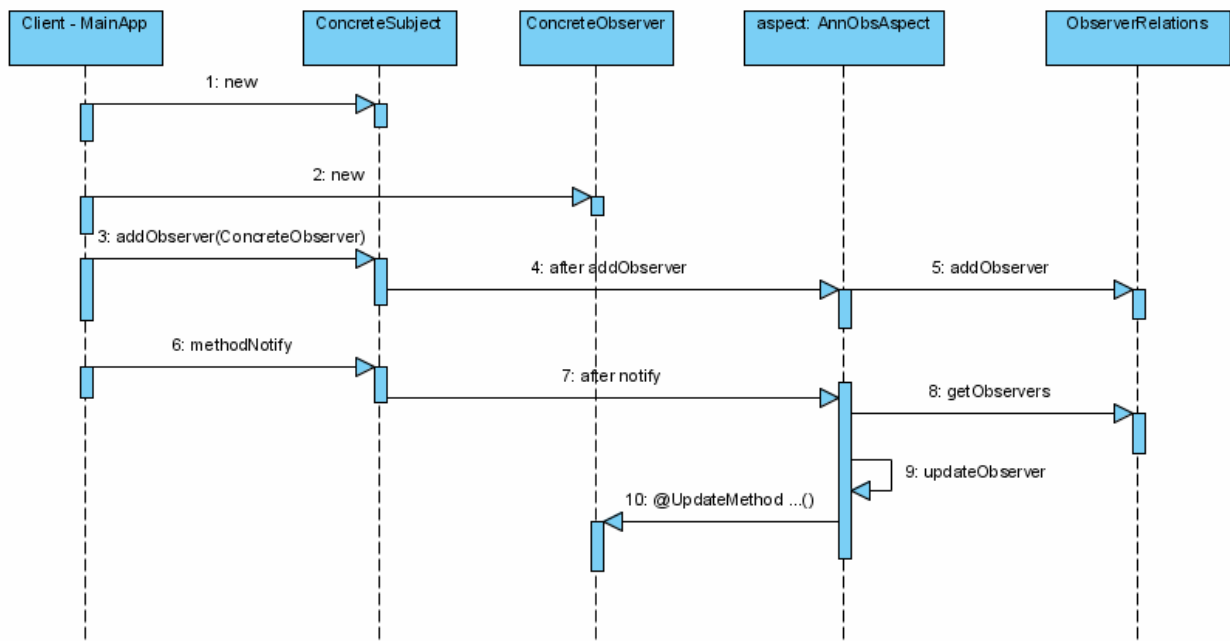 Client - MainApp
ConcreteSubject
ConcreteObserver
aspect: AnnObsAspect
ObserverRelations
1: new
2: new
3: addObserver(ConcreteObserver)
4: after addObserver
5: addObserver
6: methodNotify
7: after notify
8: getObservers
9: updateObserver
10: @UpdateMethod ...()